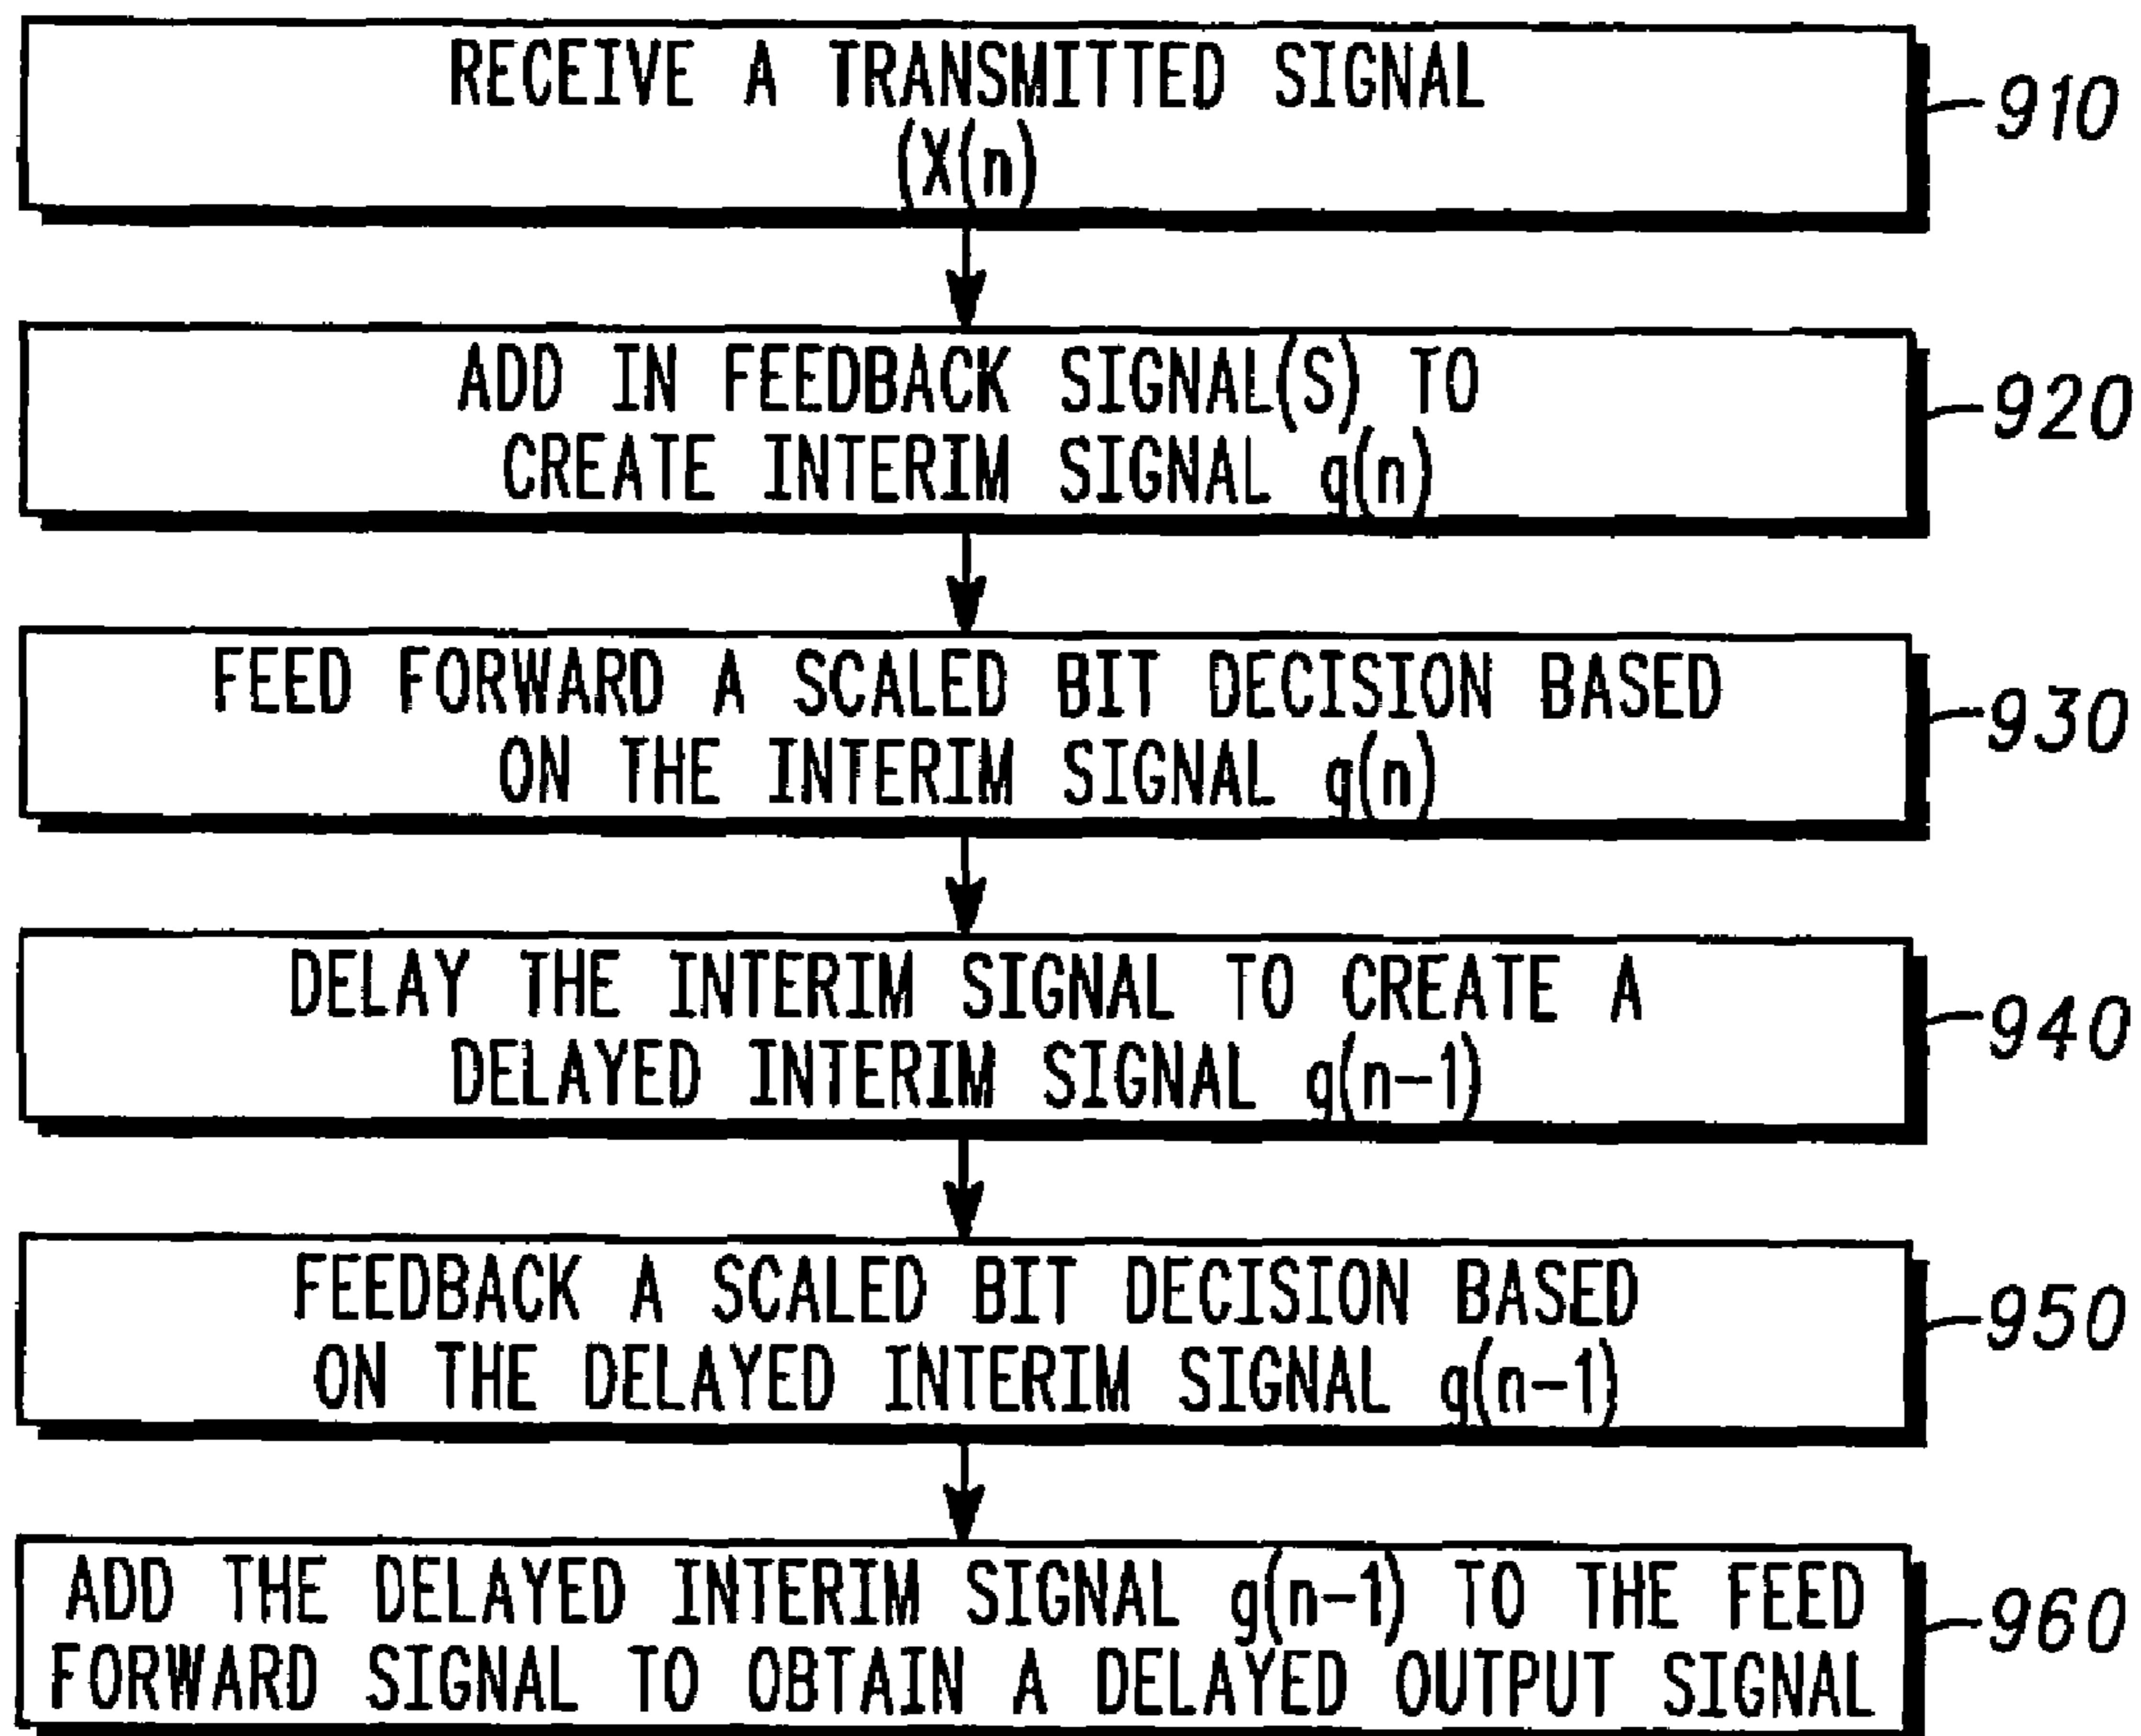 RECEIVE A TRANSMITTED SIGNAL
(X(n)
910
ADD IN FEEDBACK SIGNAL(S) TO
CREATE INTERIM SIGNAL q(n)
920
FEED FORWARD A SCALED BIT DECISION BASED
ON THE INTERIM SIGNAL q(n)
930
DELAY THE INTERIM SIGNAL TO CREATE A
DELAYED INTERIM SIGNAL q(n-1)
940
FEEDBACK A SCALED BIT DECISION BASED
ON THE DELAYED INTERIM SIGNAL q(n-1)
950
ADD THE DELAYED INTERIM SIGNAL g(n-1) TO THE FEED
FORWARD SIGNAL TO OBTAIN A DELAYED OUTPUT SIGNAL
960